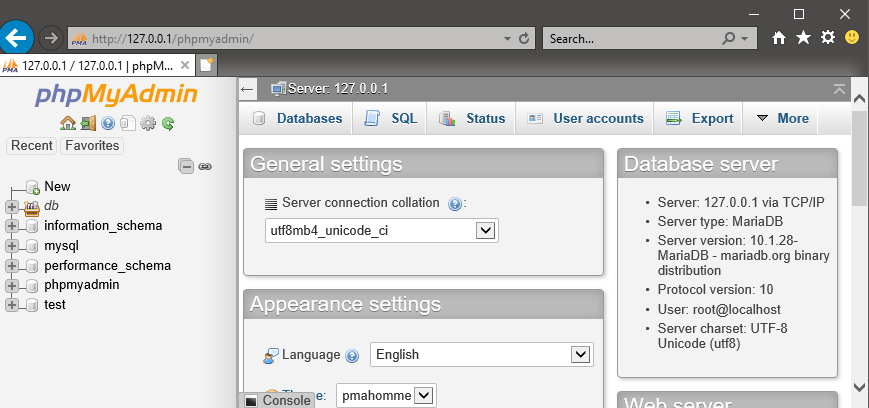 http://127.0.0.1/phpmyadmin/
Search...
127.0.0.1 / 127.0.0.1 | phpM...
phpMyAdmin
Recent Favorites
New
db
information_schema
mysql
performance_schema
phpmyadmin
test
Server: 127.0.0.1
Databases SQL Status User accounts Export More
General settings
Server connection collation :
utf8mb4_unicode_ci
Appearance settings
Language
English
pmahomme
Console
Database server
• Server: 127.0.0.1 via TCP/IP
• Server type: MariaDB
• Server version: 10.1.28-
MariaDB - mariadb.org binary
distribution
• Protocol version: 10
• User: root@localhost
• Server charset: UTF-8
Unicode (utf8)
Web server